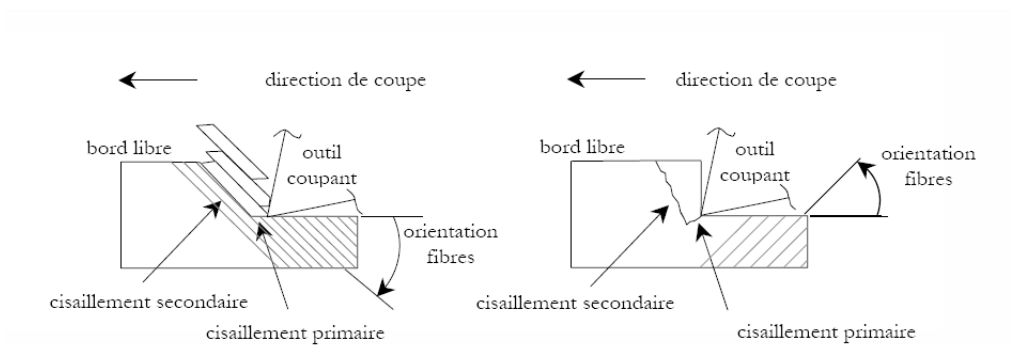 direction de coupe
bord libre
outil
coupant
orientation
fibres
cisaillement secondaire
cisaillement primaire
direction de coupe
bord libre
outil
coupant
orientation
fibres
cisaillement secondaire
cisaillement primaire